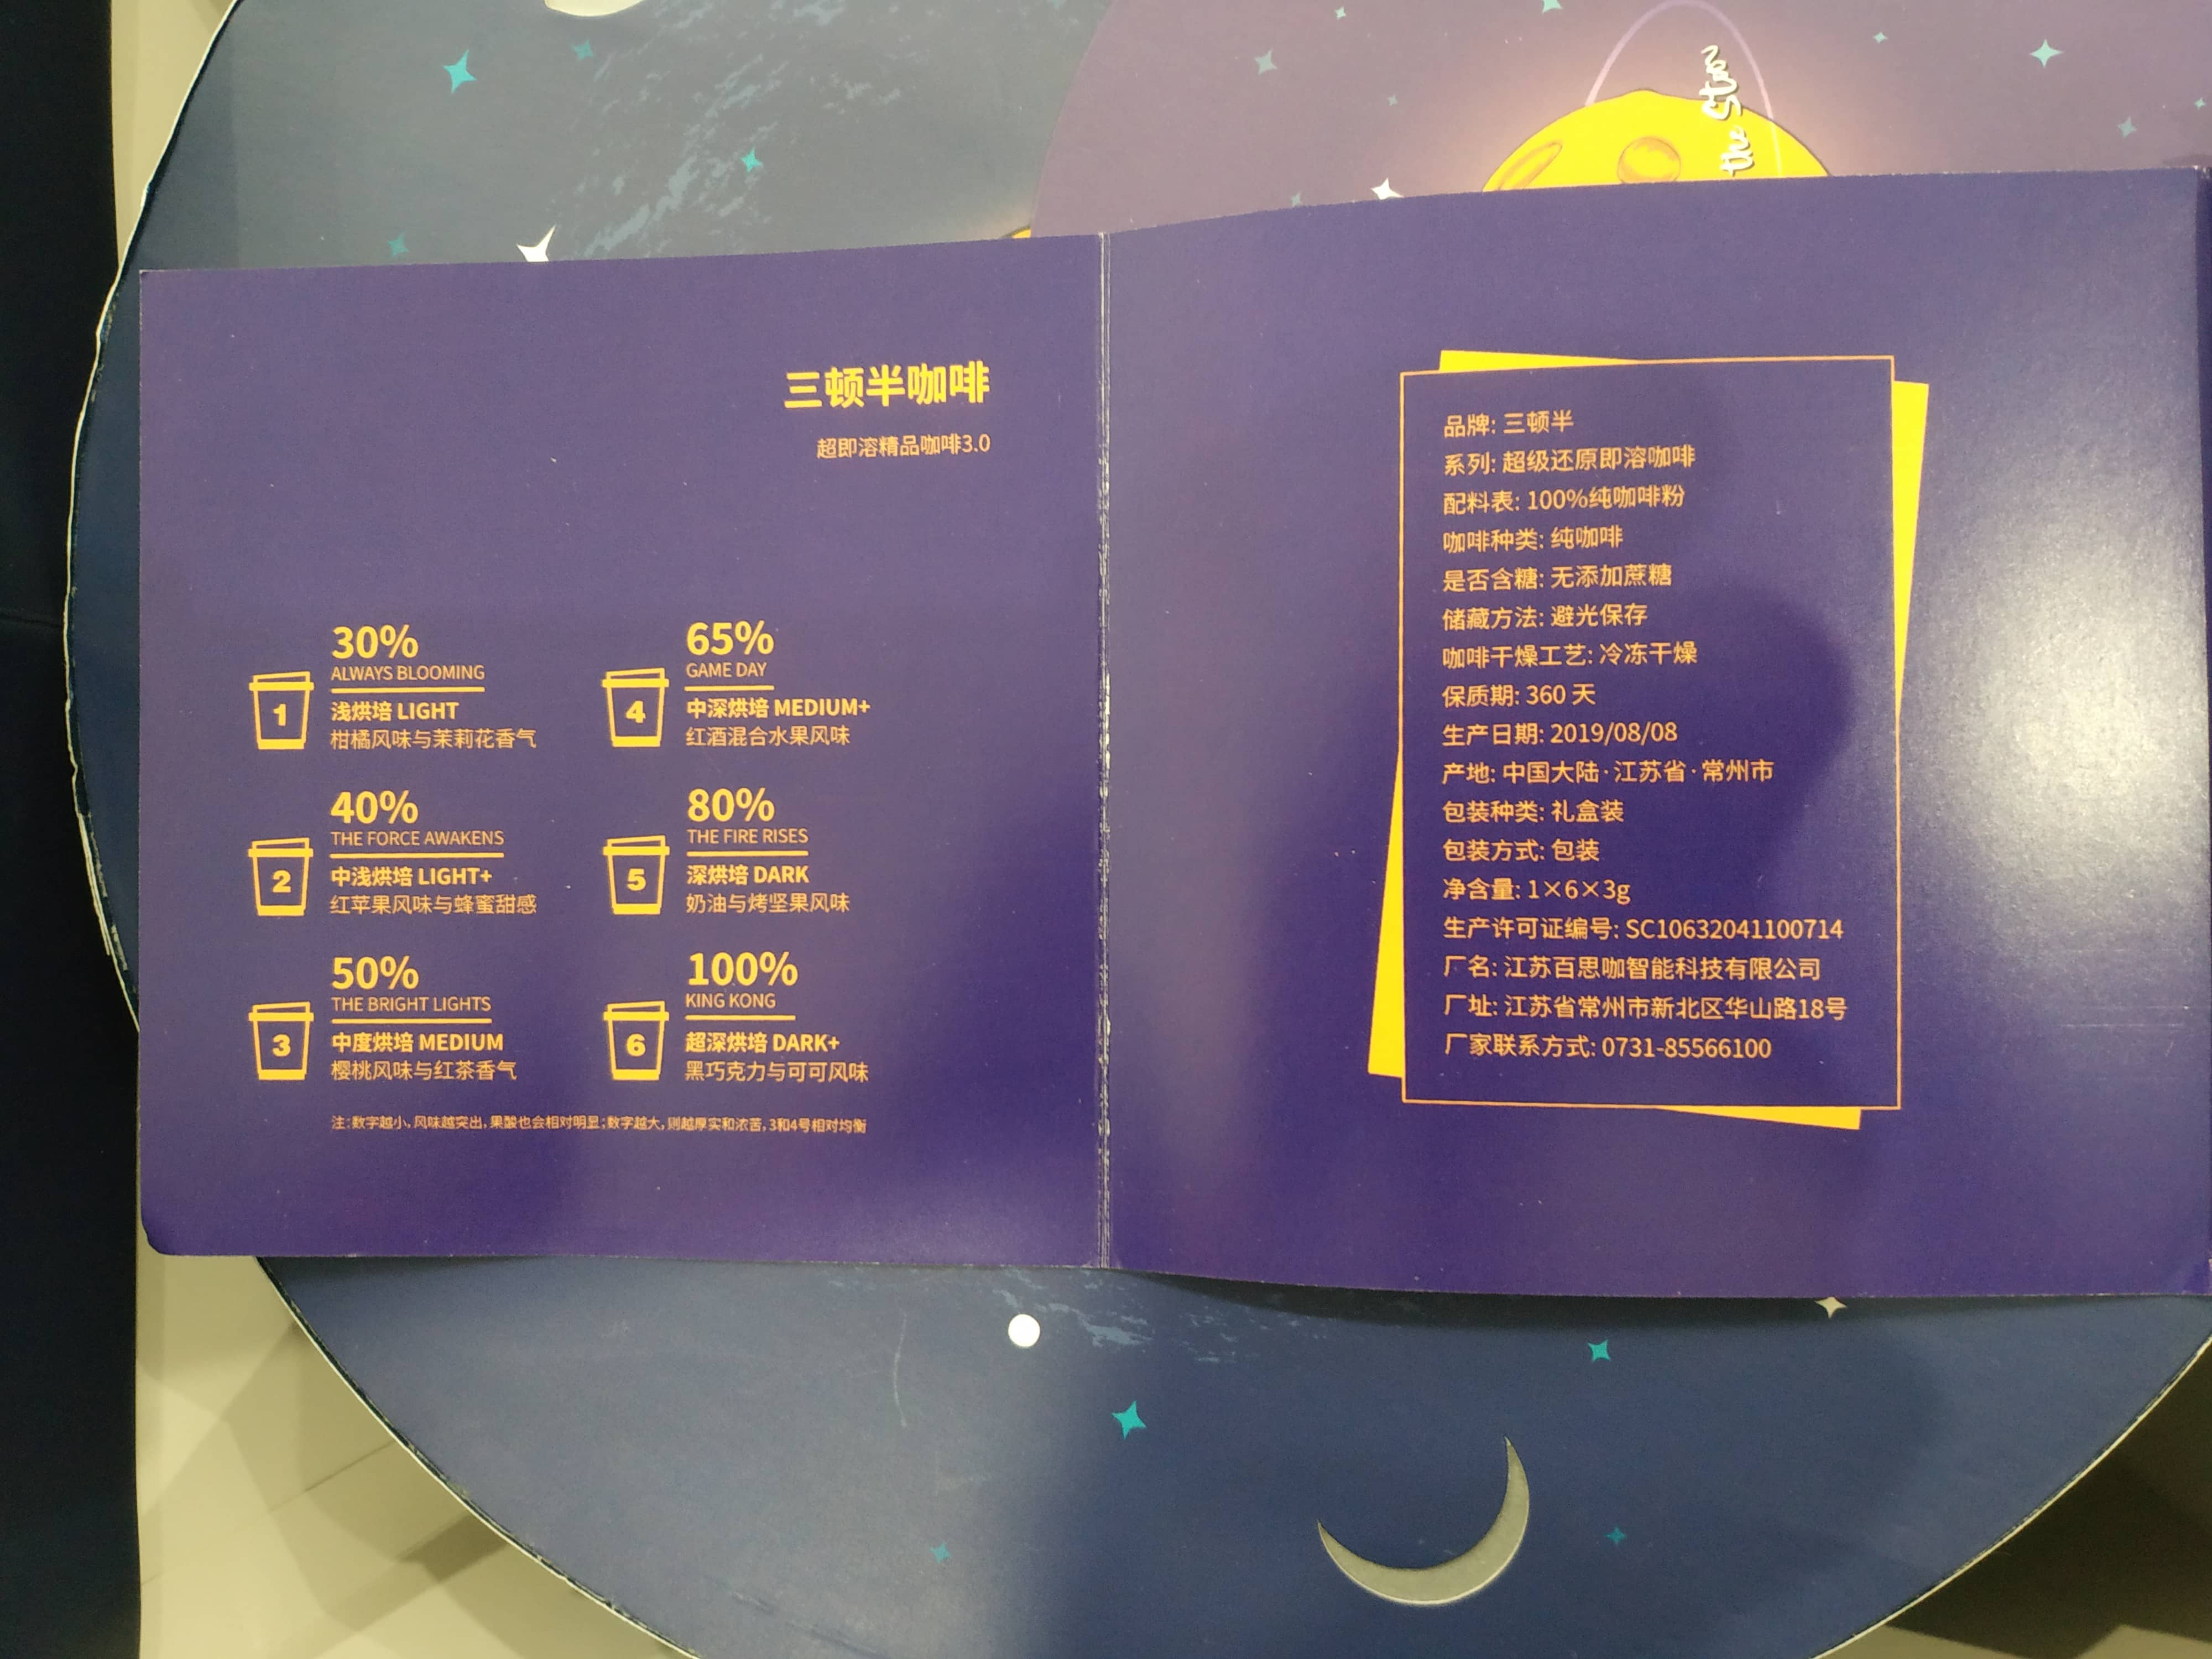 the Star
三顿半咖啡
超即溶精品咖啡3.0
30%
ALWAYS BLOOMING
1
浅烘培 LIGHT
柑橘风味与茉莉花香气
40%
THE FORCE AWAKENS
2
中浅烘培 LIGHT+
红苹果风味与蜂蜜甜感
50%
THE BRIGHT LIGHTS
3
中度烘培 MEDIUM
樱桃风味与红茶香气
65%
GAME DAY
4
中深烘培 MEDIUM+
红酒混合水果风味
80%
THE FIRE RISES
5
深烘培 DARK
奶油与烤坚果风味
100%
KING KONG
6
超深烘培 DARK+
黑巧克力与可可风味
注:数字越小,风味越突出,果酸也会相对明显;数字越大,则越厚实和浓苦,3和4号相对均衡
品牌: 三顿半
系列: 超级还原即溶咖啡
配料表: 100%纯咖啡粉
咖啡种类: 纯咖啡
是否含糖: 无添加蔗糖
储藏方法: 避光保存
咖啡干燥工艺: 冷冻干燥
保质期: 360 天
生产日期: 2019/08/08
产地: 中国大陆·江苏省·常州市
包装种类: 礼盒装
包装方式: 包装
净含量: 1×6×3g
生产许可证编号: SC10632041100714
厂名: 江苏百思咖智能科技有限公司
厂址: 江苏省常州市新北区华山路18号
厂家联系方式: 0731-85566100